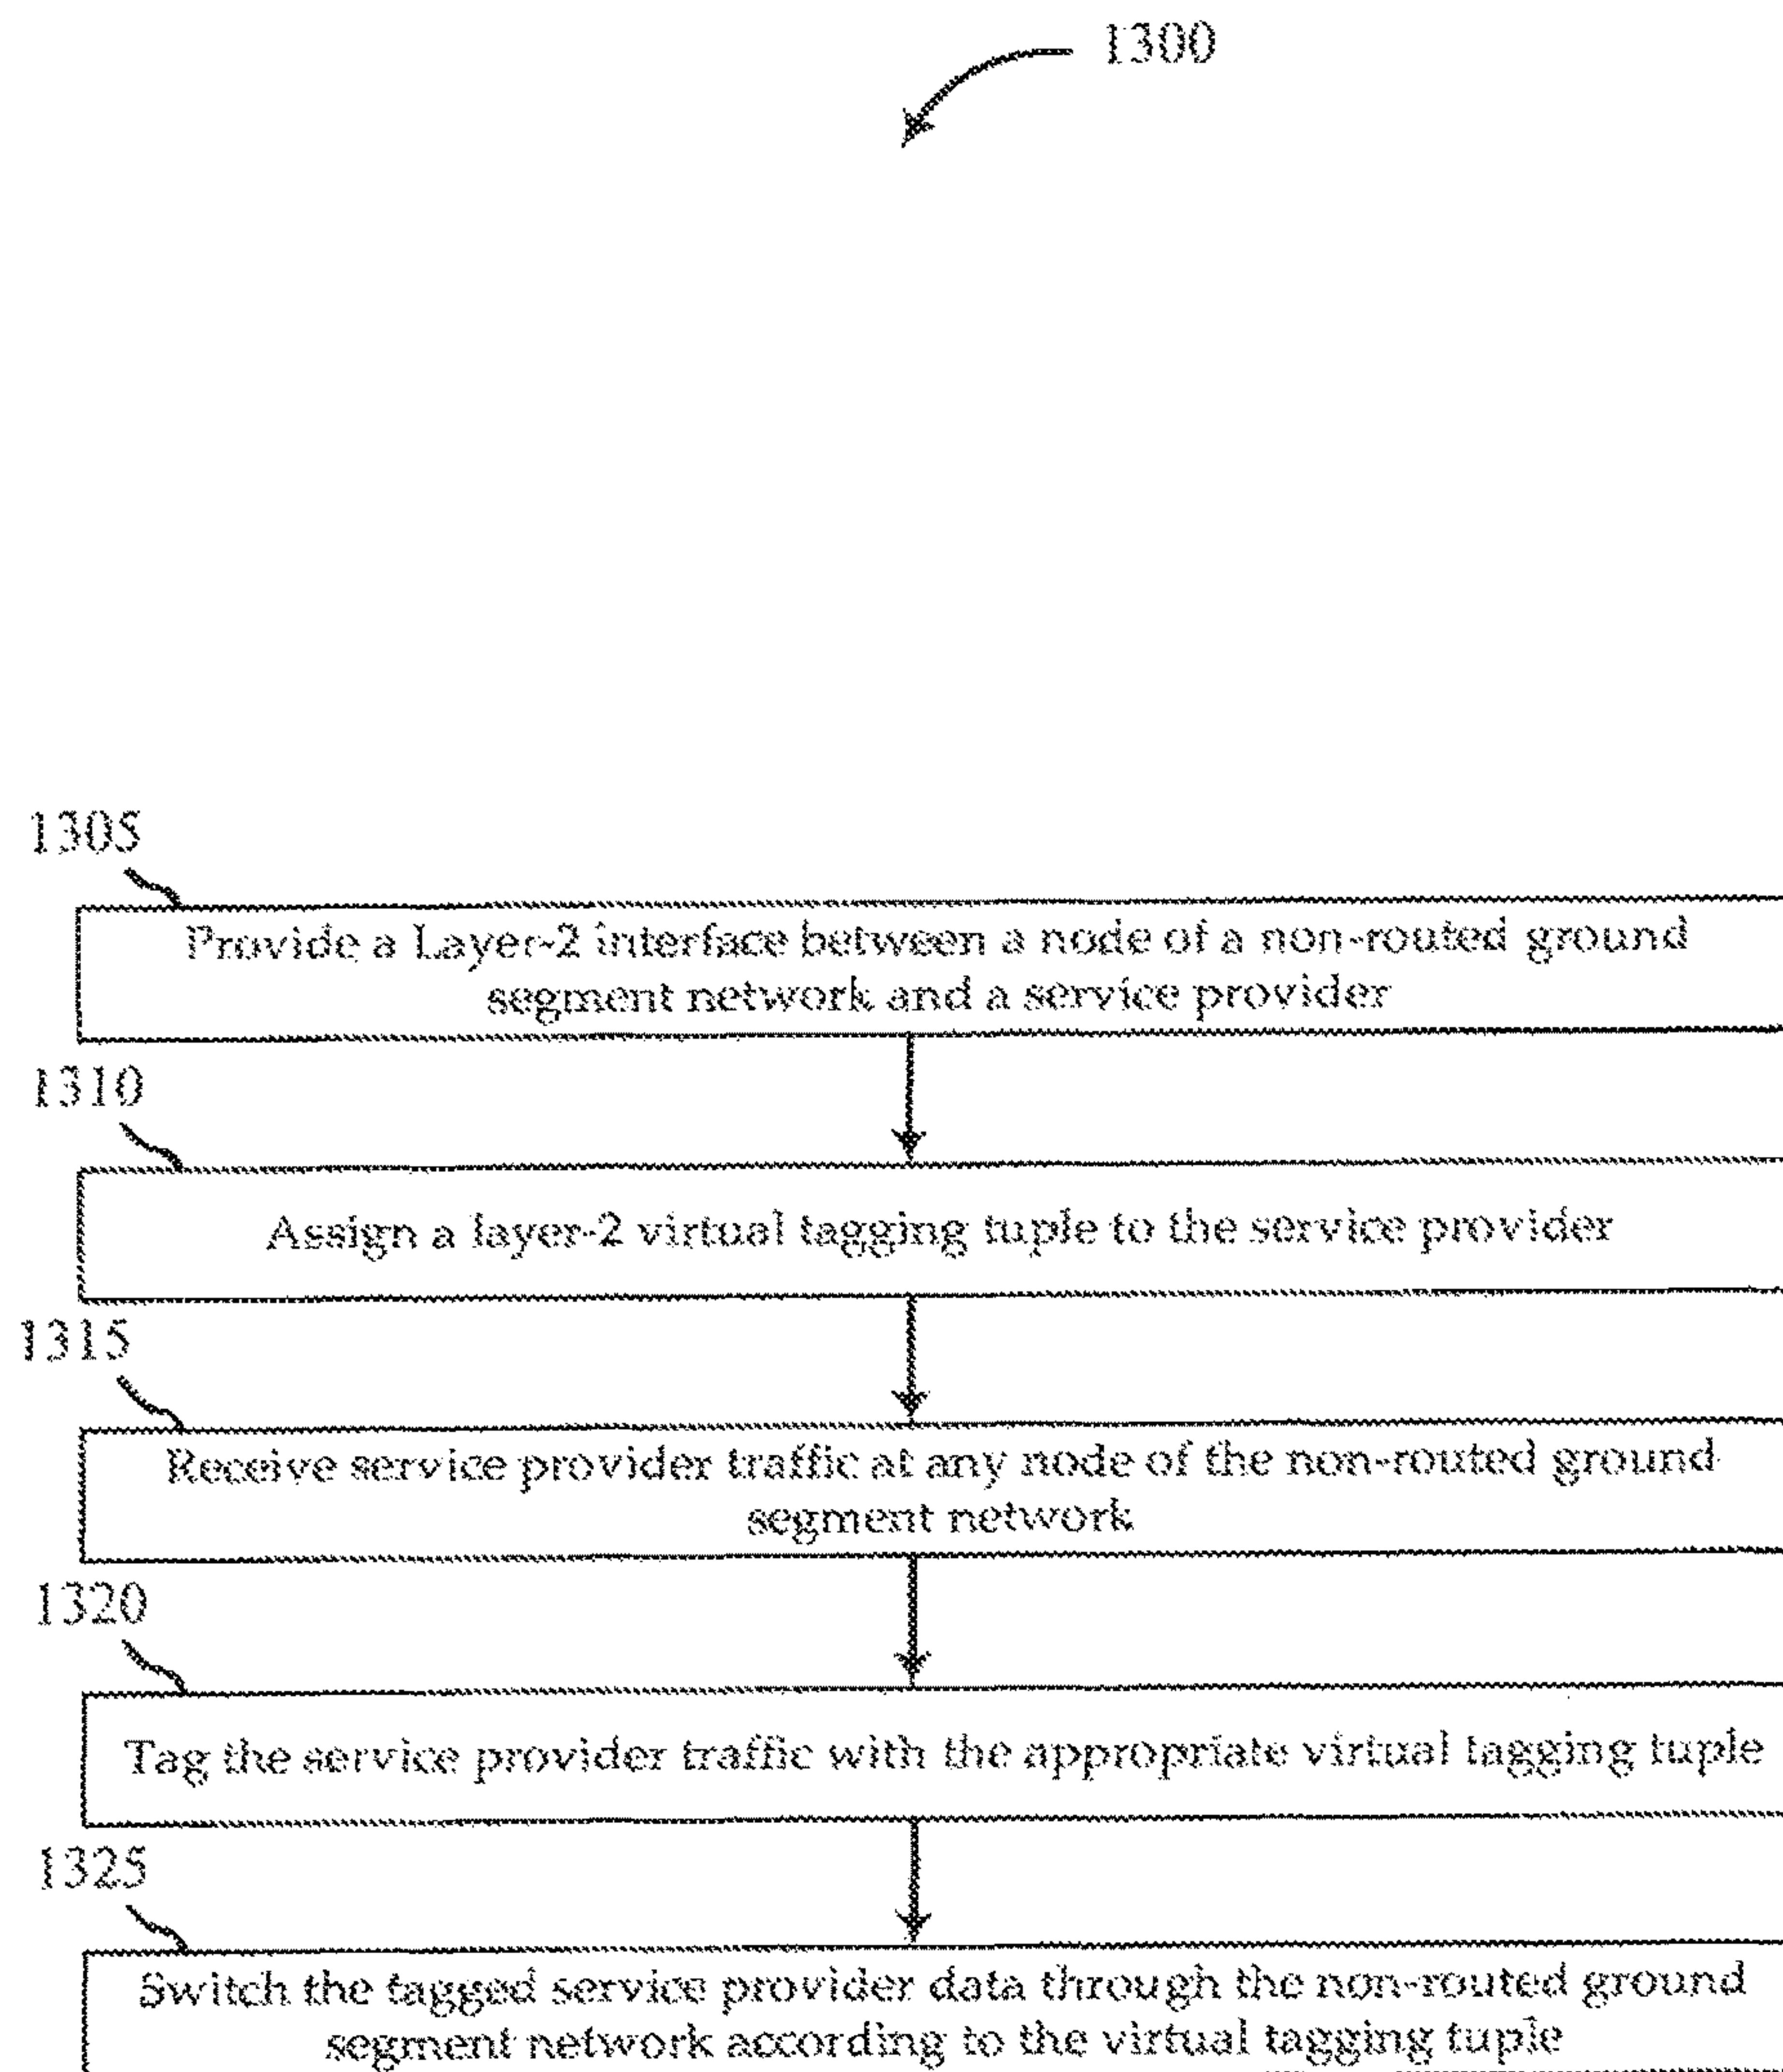 1300
1305
Provide a Layer-2 interface between a node of a non-routed ground
segment network and a service provider
1310
Assign a layer-2 virtual tagging tuple to the service provider
1315
Receive service provider traffic at any node of the non-routed ground
segment network
1320
Tag the service provider traffic with the appropriate virtual tagging tuple
1325
Switch the tagged service provider data through the non-routed ground
segment network according to the virtual tagging tuple